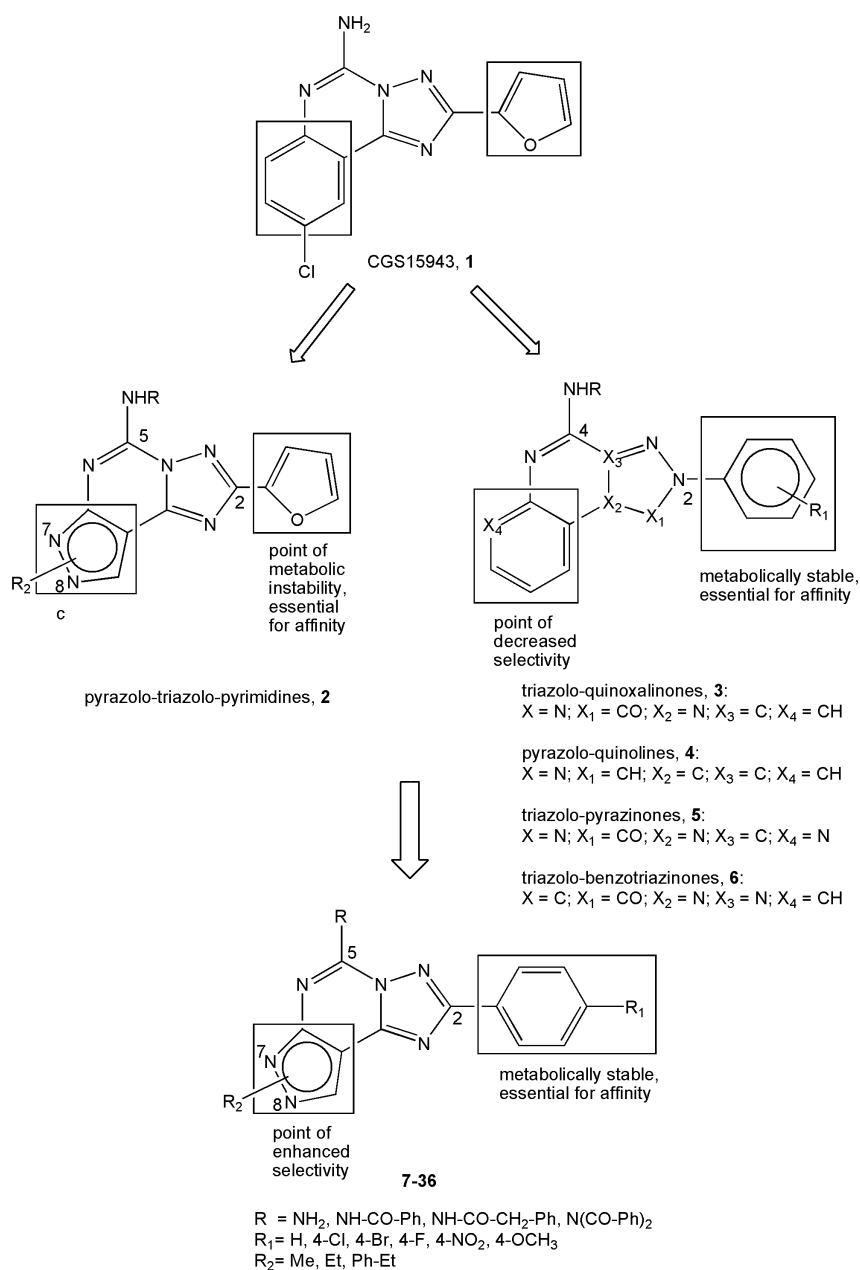 NH₂
N
N
N
N
O
Cl
CGS15943, **1**
NHR
5
N
N
N
N
2
O
7
N
N
8
R₂
c
point of
metabolic
instability,
essential
for affinity
pyrazolo-triazolo-pyrimidines, **2**
NHR
4
N
X₃
N
N
2
X₂
X₁
X₄
R₁
metabolically stable,
essential for affinity
point of
decreased
selectivity
triazolo-quinoxalinones, **3**:
X = N; X₁ = CO; X₂ = N; X₃ = C; X₄ = CH
pyrazolo-quinolines, **4**:
X = N; X₁ = CH; X₂ = C; X₃ = C; X₄ = CH
triazolo-pyrazinones, **5**:
X = N; X₁ = CO; X₂ = N; X₃ = C; X₄ = N
triazolo-benzotriazinones, **6**:
X = C; X₁ = CO; X₂ = N; X₃ = N; X₄ = CH
R
5
N
N
N
N
2
R₁
7
N
N
8
R₂
metabolically stable,
essential for affinity
point of
enhanced
selectivity
**7-36**
R = NH₂, NH-CO-Ph, NH-CO-CH₂-Ph, N(CO-Ph)₂
R₁= H, 4-Cl, 4-Br, 4-F, 4-NO₂, 4-OCH₃
R₂= Me, Et, Ph-Et